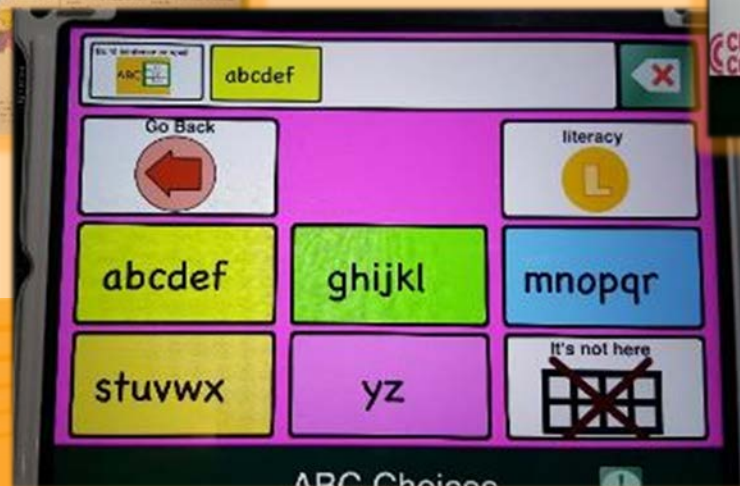 abcdef
Go Back
literacy
L
abcdef
ghijkl
mnopqr
stuvwx
yz
It's not here
ABC Choices